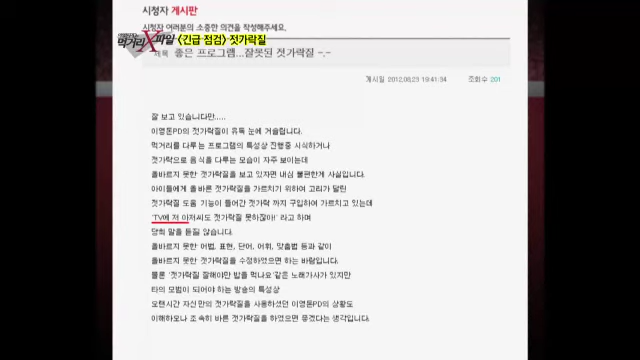 시청자 게시판
시청자 여러분의 소중한 의견을 작성해주세요.
먹거리X파일 <긴급 점검> 젓가락질
제목 좋은 프로그램...잘못된 젓가락질 -.-
게시일 2012.08.23 19:41:54 조회수 201
잘 보고 있습니다만.....
이영돈PD의 젓가락질이 유독 눈에 거슬립니다.
먹거리를 다루는 프로그램의 특성상 진행중 시식하거나
젓가락으로 음식을 다루는 모습이 자주 보이는데
올바르지 못한 젓가락질을 보고 있자면 내심 불편한게 사실입니다.
아이들에게 올바른 젓가락질을 가르치기 위하여 고리가 달린
젓가락질 도움 기능이 들어간 젓가락 까지 구입하여 가르치고 있는데
'TV에 저 아저씨도 젓가락질 못하잖아!' 라고 하며
당최 말을 듣질 않습니다.
올바르지 못한 어법, 표현, 단어, 어휘, 맞춤법 등과 같이
올바르지 못한 젓가락질을 수정하였으면 하는 바람입니다.
물론 '젓가락질 잘해야만 밥을 먹나요'같은 노래가사가 있지만
타의 모범이 되어야 하는 방송의 특성상
오랜시간 자신만의 젓가락질을 사용하셨던 이영돈PD의 상황도
이해하오나 조속히 바른 젓가락질을 하였으면 좋겠다는 생각입니다.